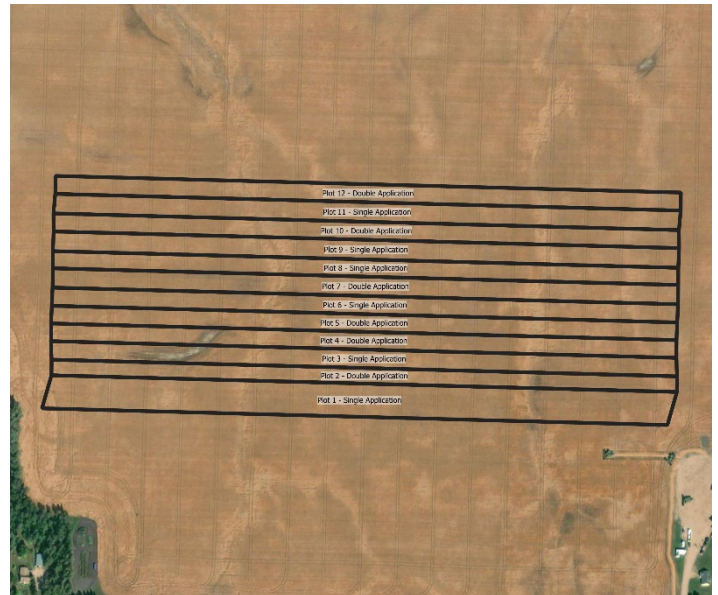 Plot 12 - Double Application
Plot 11 - Single Application
Plot 10 - Double Application
Plot 9 - Single Application
Plot 8 - Single Application
Plot 7 - Double Application
Plot 6 - Single Application
Plot 5 - Double Application
Plot 4 - Double Application
Plot 3 - Single Application
Plot 2 - Double Application
Plot 1 - Single Application